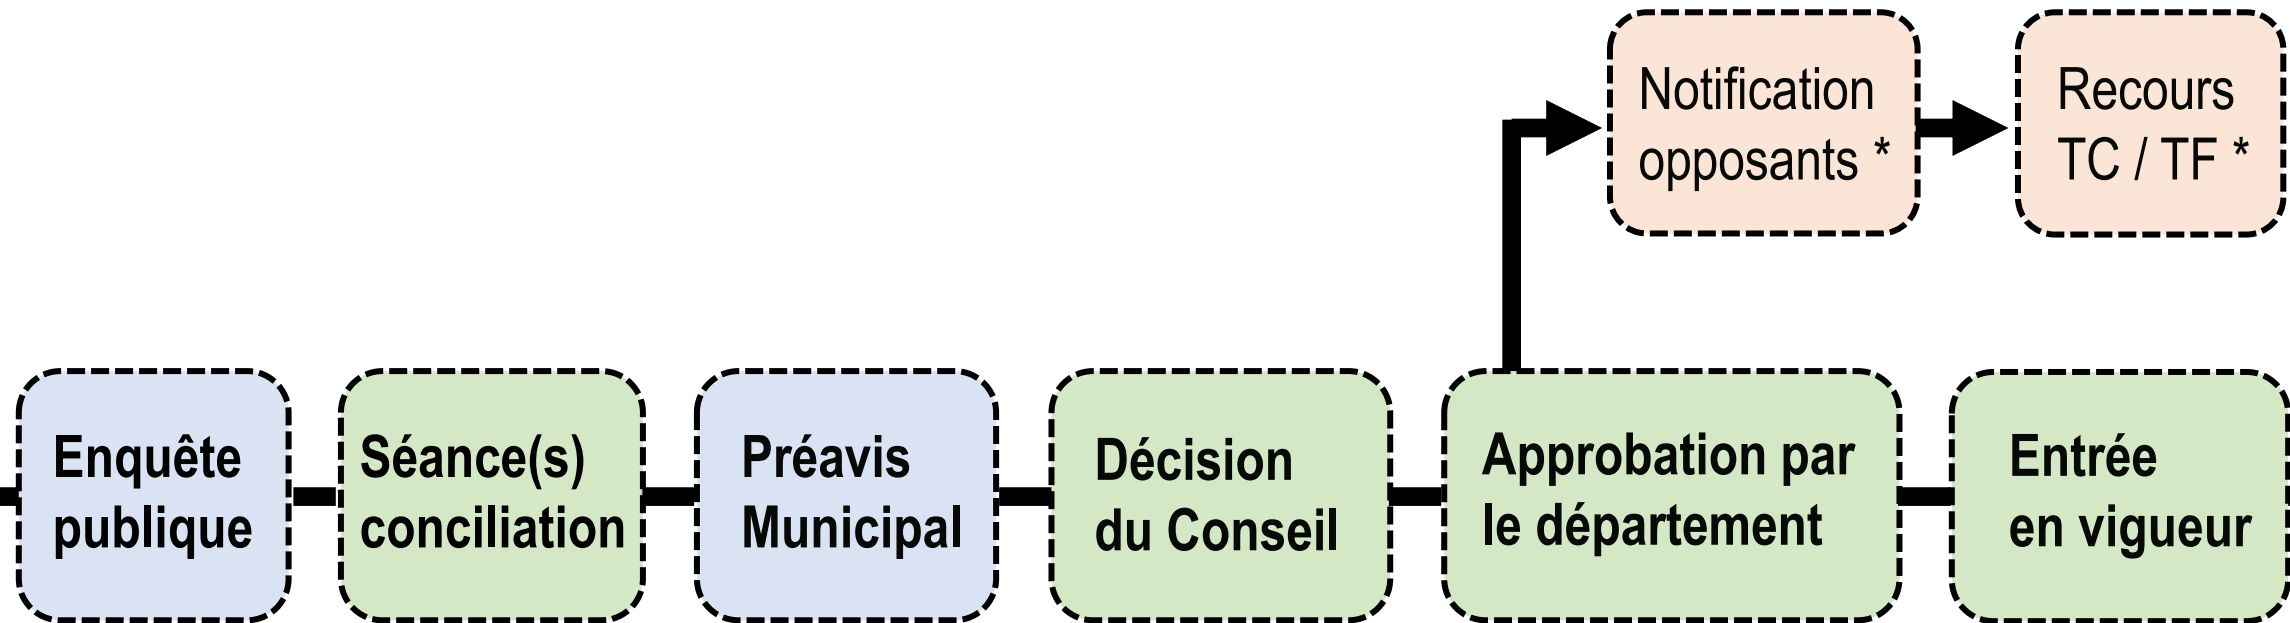 Notification
opposants *
Recours
TC / TF *
Enquête
publique
Séance(s)
conciliation
Préavis
Municipal
Décision
du Conseil
Approbation par
le département
Entrée
en vigueur